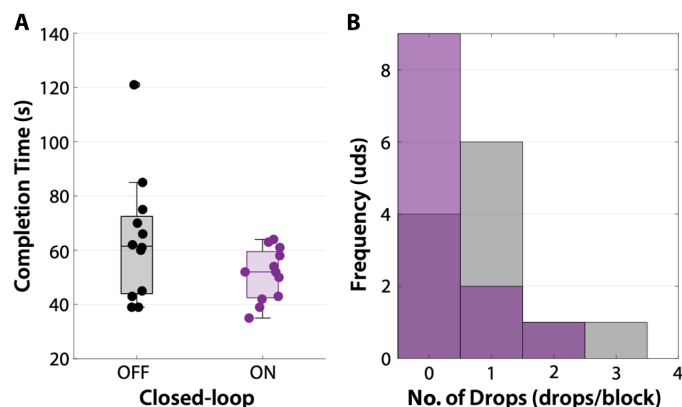 A
Completion Time (s)
140
120
100
80
60
40
20
OFF
ON
Closed-loop
B
Frequency (uds)
8
6
4
2
0
0
1
2
3
4
No. of Drops (drops/block)